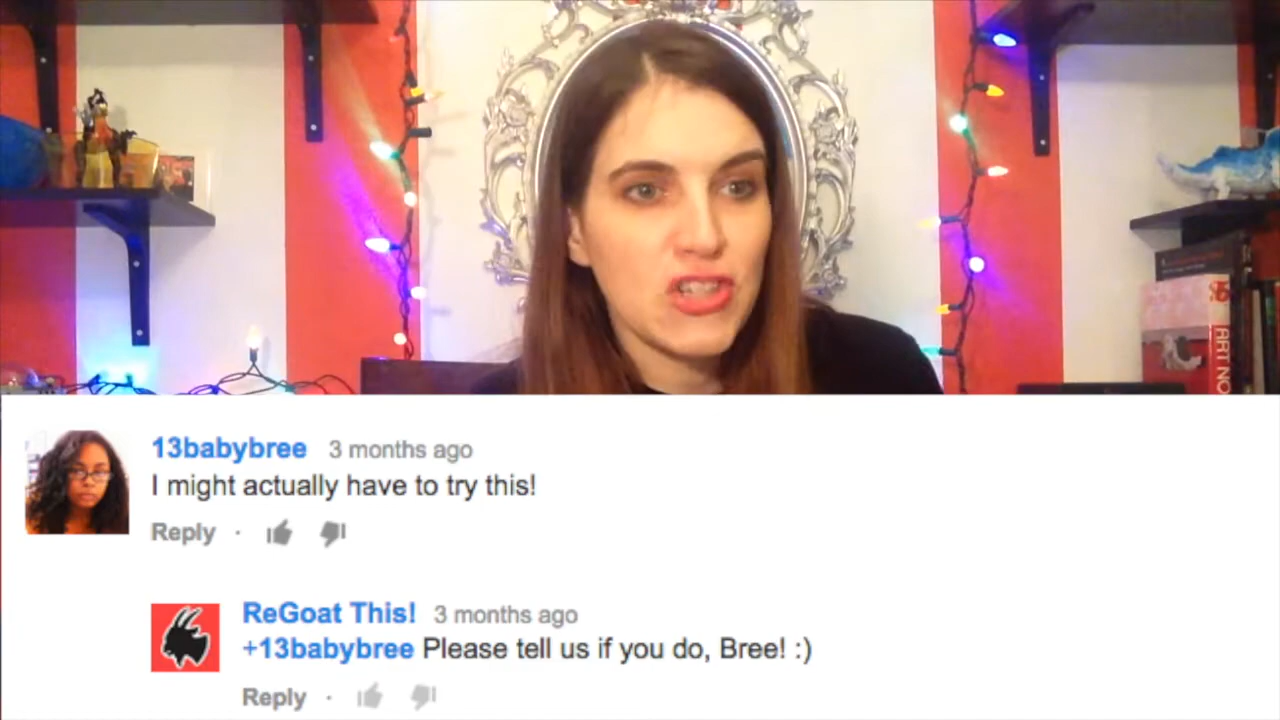 ART NO
13babybree 3 months ago
I might actually have to try this!
Reply ·
ReGoat This! 3 months ago
+13babybree Please tell us if you do, Bree! :)
Reply ·